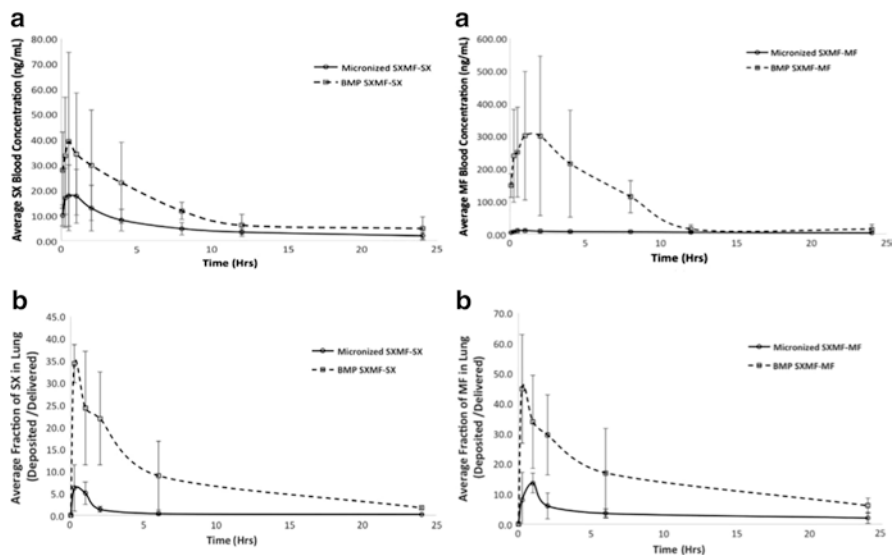 a
80.00
70.00
60.00
50.00
40.00
30.00
20.00
10.00
0.00
Average SX Blood Concentration (ng/mL)
Micronized SXMF-SX
BMP SXMF-SX
0
5
10
15
20
25
Time (Hrs)
a
600.00
500.00
400.00
300.00
200.00
100.00
0.00
Average MF Blood Concentration (ng/mL)
Micronized SXMF-MF
BMP SXMF-MF
0
5
10
15
20
25
Time (Hrs)
b
45.0
40.0
35.0
30.0
25.0
20.0
15.0
10.0
5.0
0.0
Average Fraction of SX in Lung
(Deposited /Delivered)
Micronized SXMF-SX
BMP SXMF-SX
0
5
10
15
20
25
Time (Hrs)
b
70.0
60.0
50.0
40.0
30.0
20.0
10.0
0.0
Average Fraction of MF in Lung
(Deposited /Delivered)
Micronized SXMF-MF
BMP SXMF-MF
0
5
10
15
20
25
Time (Hrs)